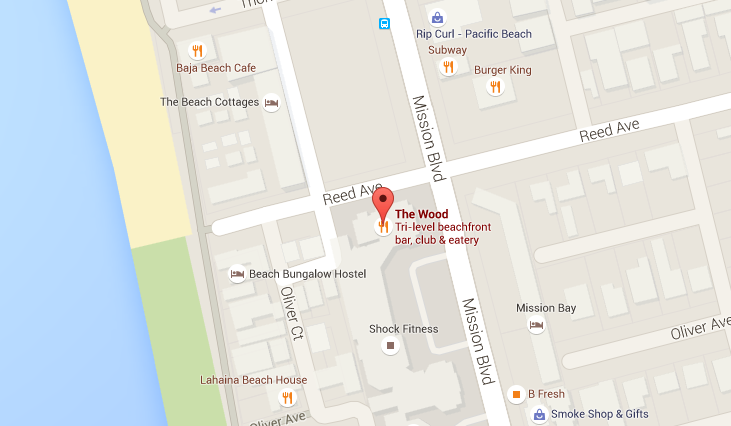 Thom
Rip Curl - Pacific Beach
Subway
Baja Beach Cafe
Burger King
The Beach Cottages
Mission Blvd
Reed Ave
Reed Ave
The Wood
Tri-level beachfront
bar, club & eatery
Beach Bungalow Hostel
Oliver Ct
Mission Blvd
Mission Bay
Shock Fitness
Oliver Ave
Lahaina Beach House
B Fresh
Oliver Ave
Smoke Shop & Gifts